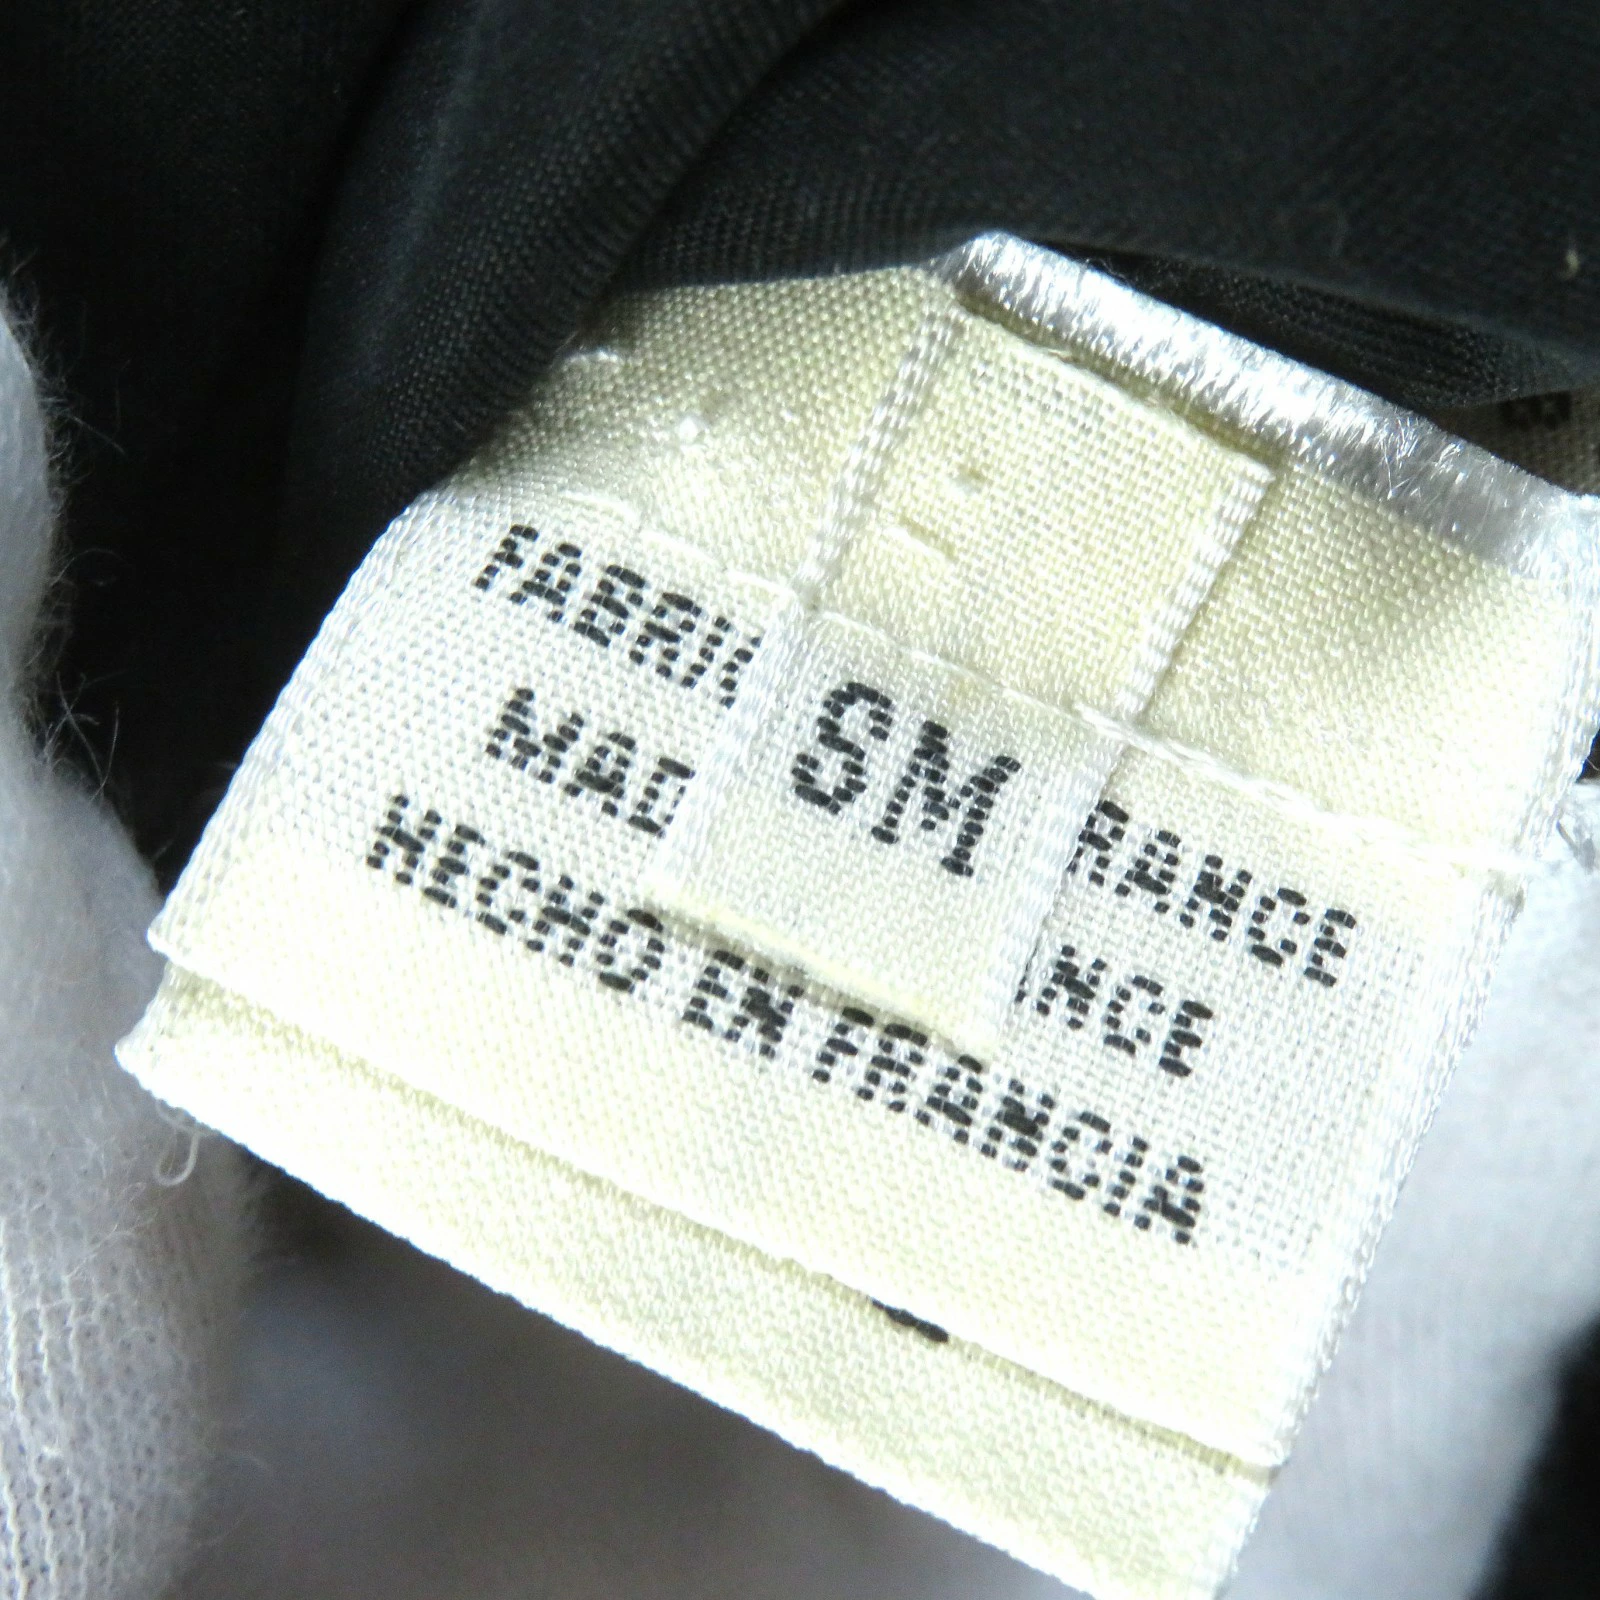 FABRI RANCE
MAD NCE
HECHO EN FRANCIA
SM